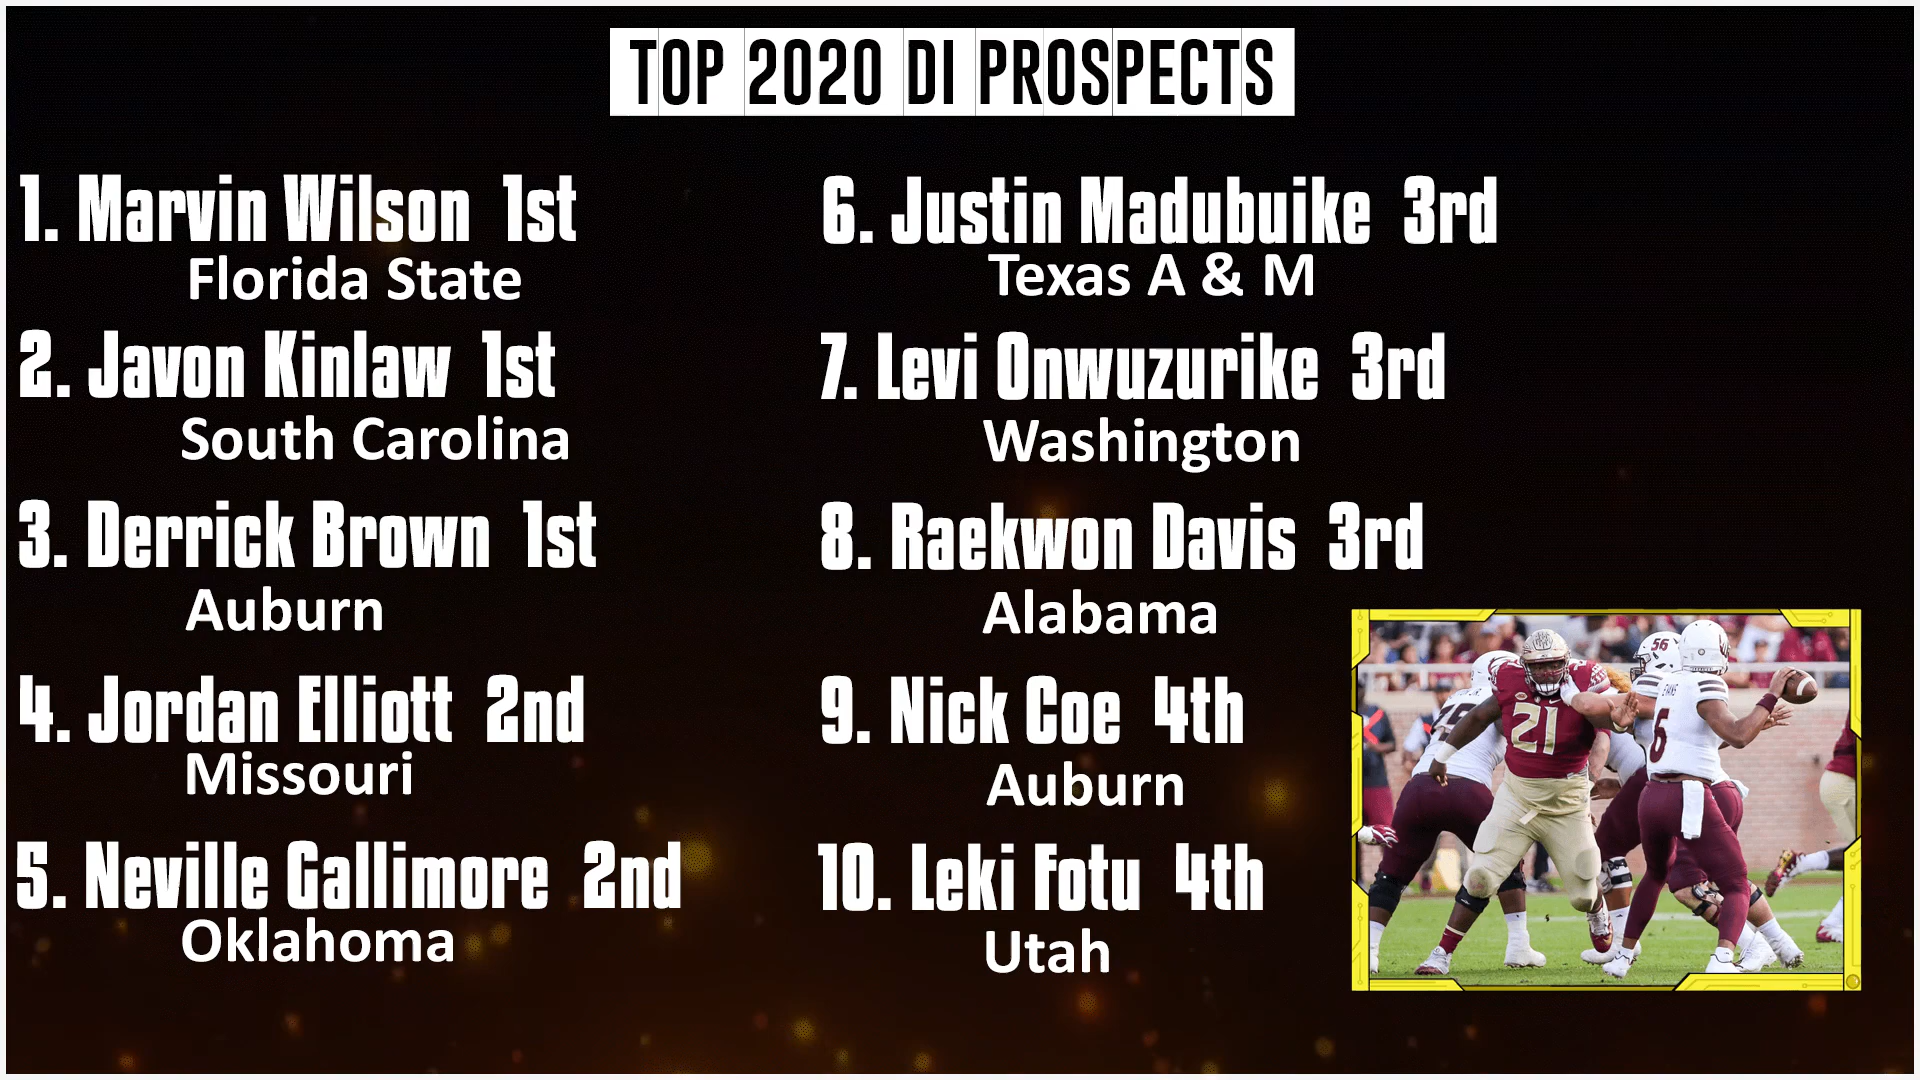 TOP 2020 DI PROSPECTS
1. Marvin Wilson 1st
Florida State
2. Javon Kinlaw 1st
South Carolina
3. Derrick Brown 1st
Auburn
4. Jordan Elliott 2nd
Missouri
5. Neville Gallimore 2nd
Oklahoma
6. Justin Madubuike 3rd
Texas A & M
7. Levi Onwuzurike 3rd
Washington
8. Raekwon Davis 3rd
Alabama
9. Nick Coe 4th
Auburn
10. Leki Fotu 4th
Utah
56
21
EVANS
6